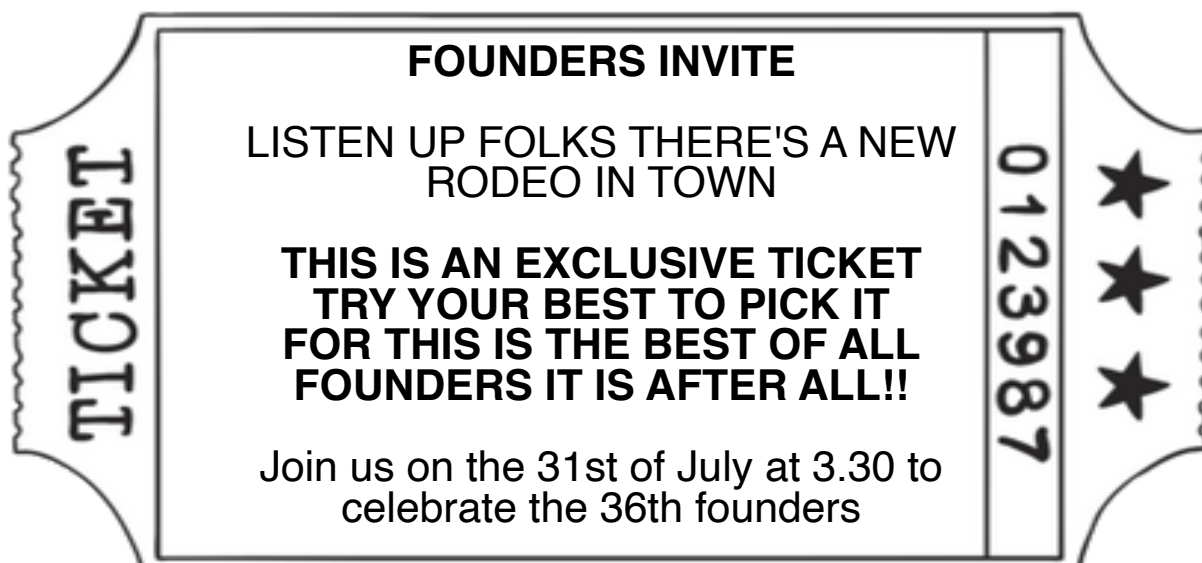 TICKET
FOUNDERS INVITE
LISTEN UP FOLKS THERE'S A NEW
RODEO IN TOWN
THIS IS AN EXCLUSIVE TICKET
TRY YOUR BEST TO PICK IT
FOR THIS IS THE BEST OF ALL
FOUNDERS IT IS AFTER ALL!!
Join us on the 31st of July at 3.30 to
celebrate the 36th founders
0123987